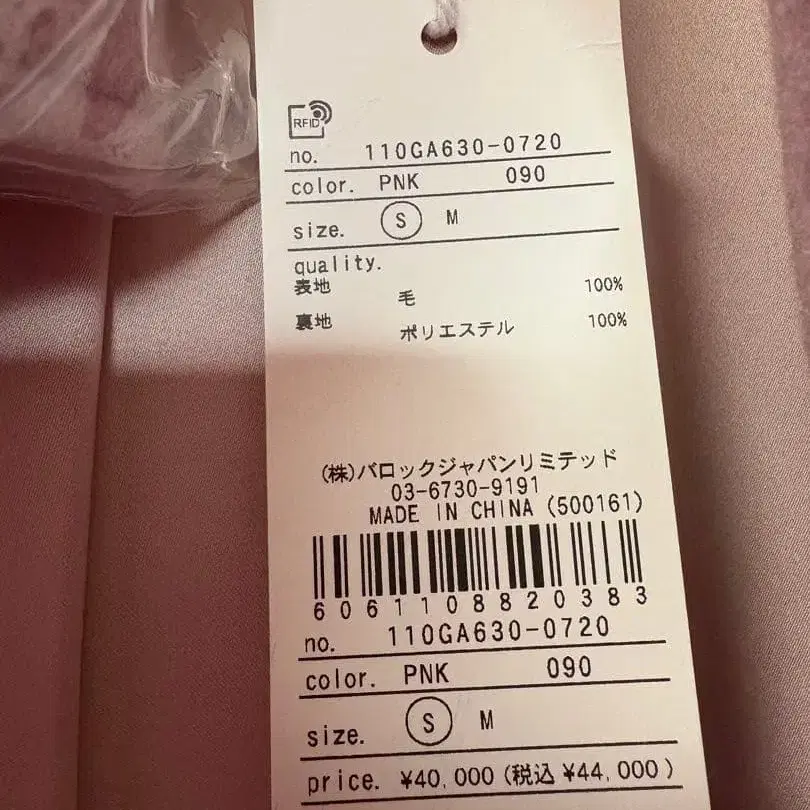 RFID
no. 110GA630-0720
color. PNK 090
size. S M
quality.
表地 毛 100%
裏地 ポリエステル 100%
(株)バロックジャパンリミテッド
03-6730-9191
MADE IN CHINA (500161)
6061108820383
no. 110GA630-0720
color. PNK 090
size. S M
price. ¥40,000 (税込 ¥44,000)